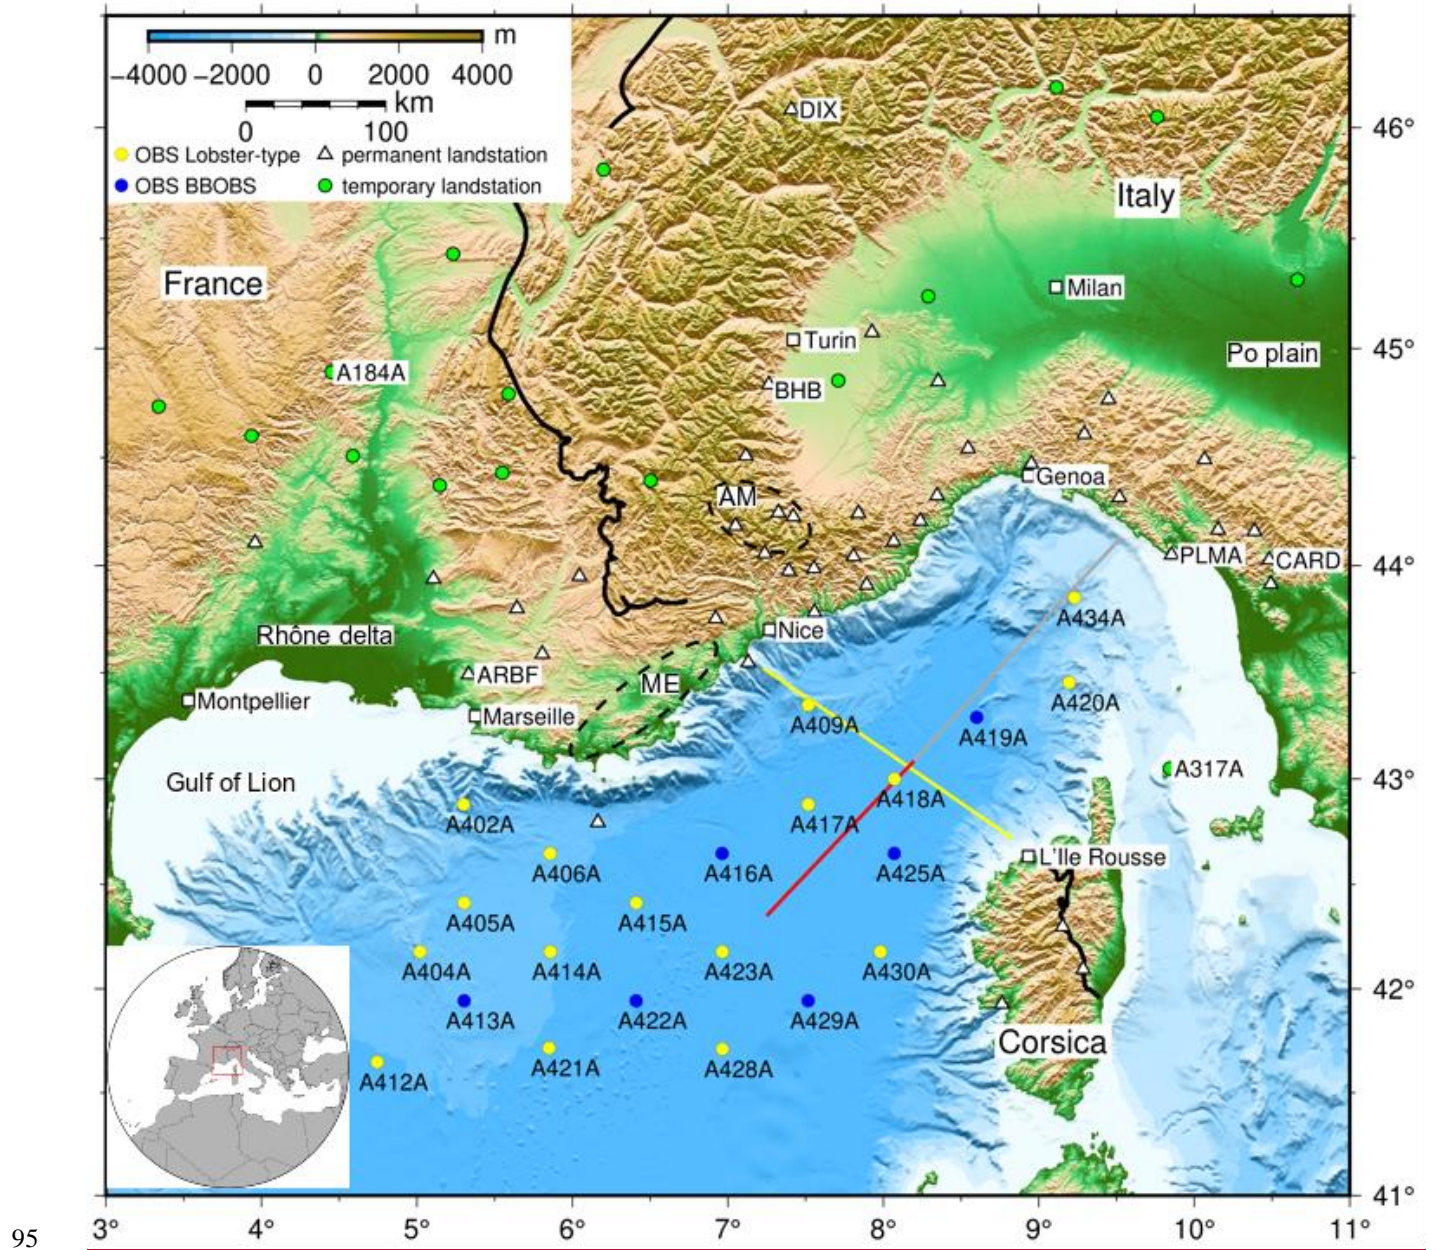 m
−4000 −2000 0 2000 4000
km
0 100
OBS Lobster-type permanent landstation
OBS BBOBS temporary landstation
DIX
46°
Italy
France
Milan
Turin
45°
Po plain
A184A
BHB
Genoa
AM
PLMA
CARD
44°
A434A
Nice
Rhône delta
ARBF
ME
Montpellier
A420A
Marseille
A409A
A419A
A317A
Gulf of Lion
43°
A418A
A402A
A417A
L'Ile Rousse
A406A
A416A
A425A
A405A
A415A
A404A
A414A
A423A
A430A
42°
A413A
A422A
A429A
Corsica
A421A
A428A
A412A
41°
3° 4° 5° 6° 7° 8° 9° 10° 11°
95